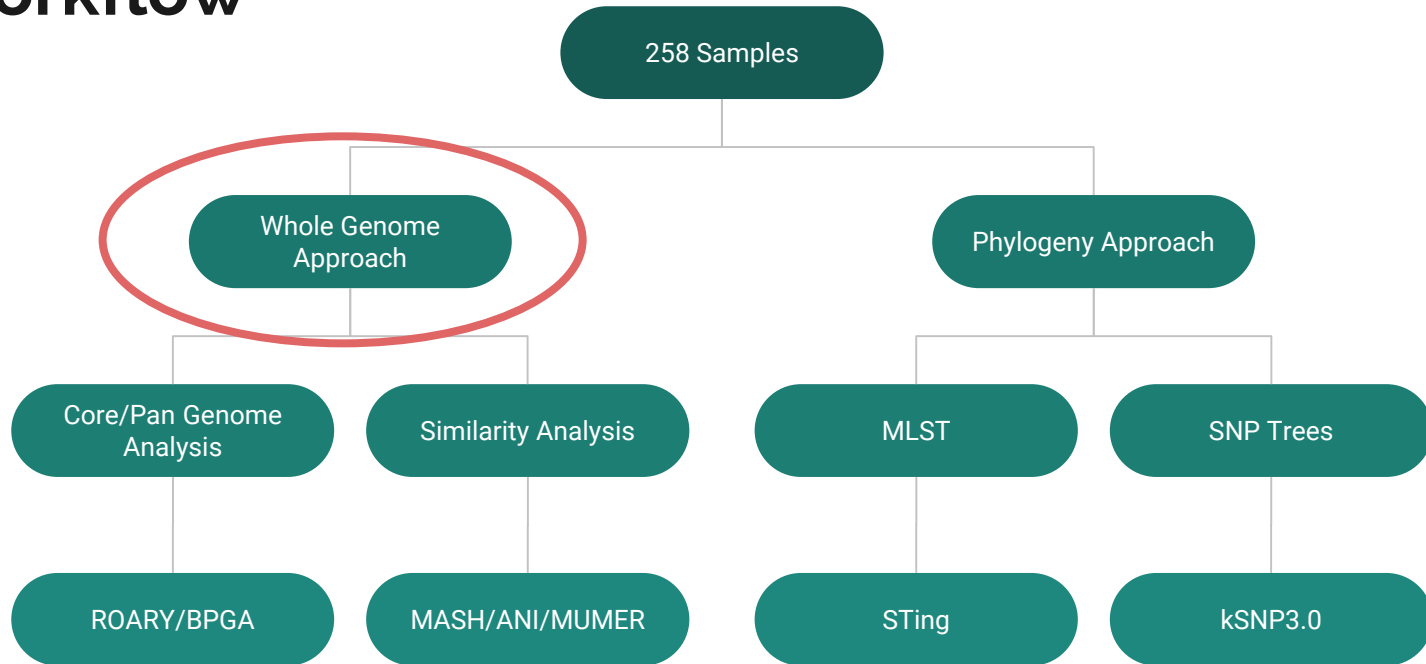 258 Samples
Whole Genome
Approach
Phylogeny Approach
Core/Pan Genome
Analysis
Similarity Analysis
MLST
SNP Trees
ROARY/BPGA
MASH/ANI/MUMER
STing
kSNP3.0